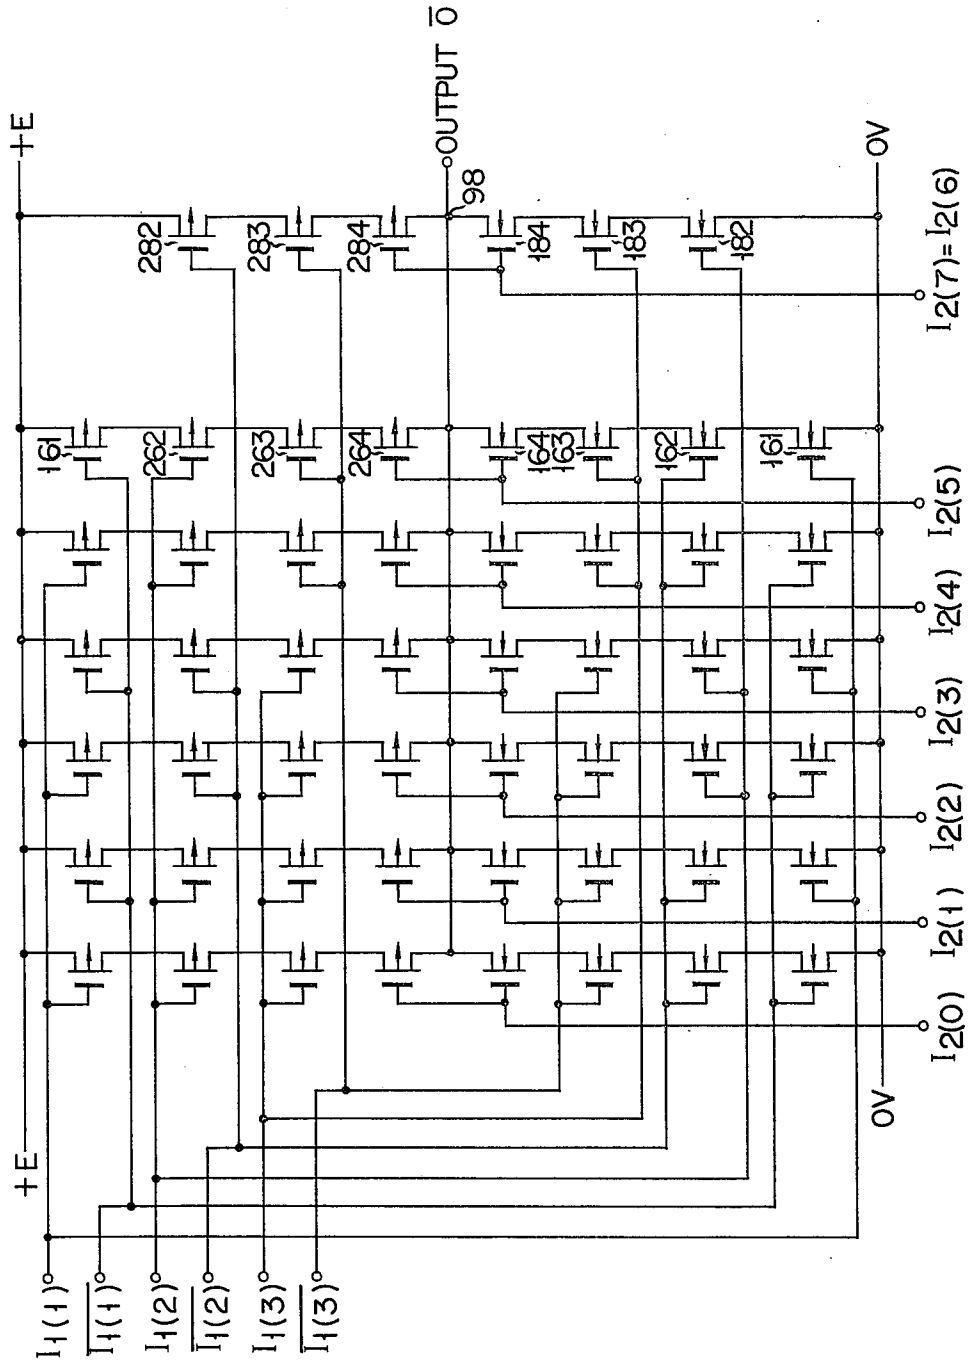 +E
+E
I1(1)
I1(1)
I1(2)
I1(2)
I1(3)
I1(3)
161
262
263
264
282
283
284
OUTPUT O
98
164
163
162
161
184
183
182
0V
0V
I2(0)
I2(1)
I2(2)
I2(3)
I2(4)
I2(5)
I2(7)=I2(6)